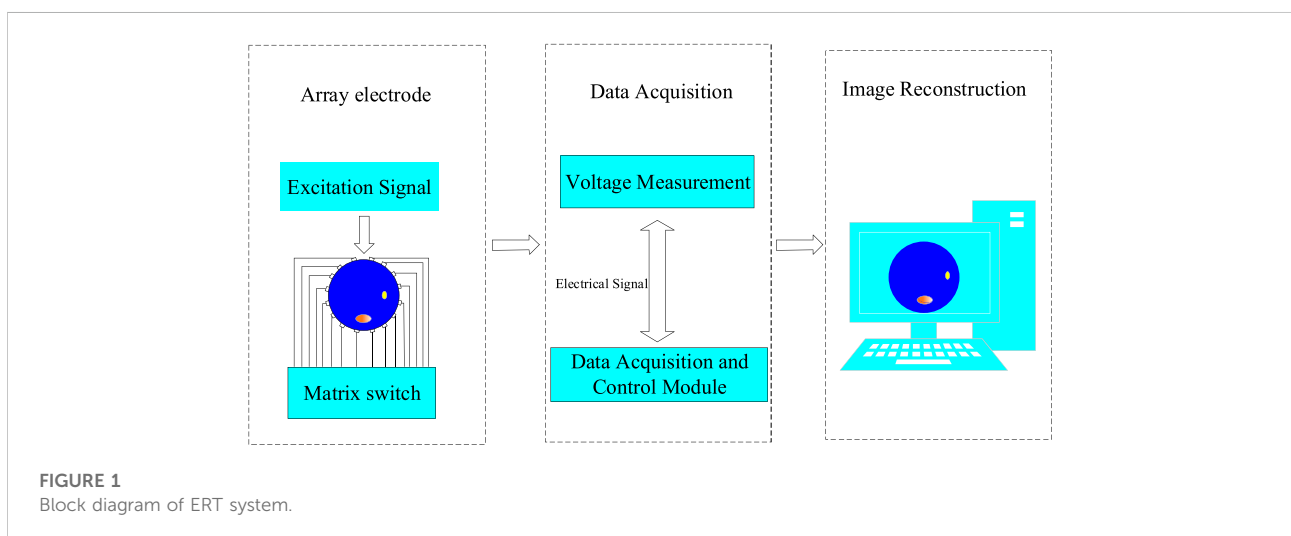 Array electrode
Excitation Signal
Matrix switch
Data Acquisition
Voltage Measurement
Electrical Signal
Data Acquisition and
Control Module
Image Reconstruction
FIGURE 1
Block diagram of ERT system.